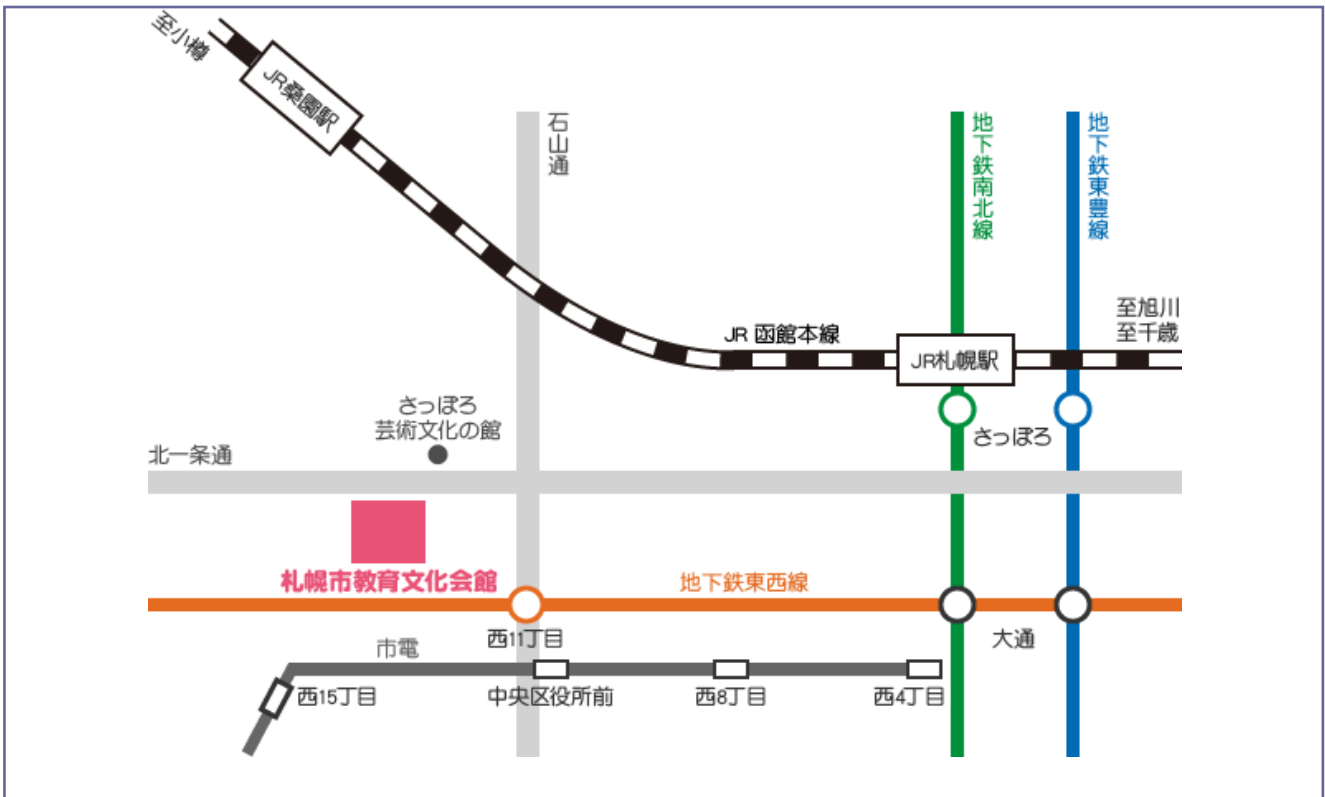 至小樽
JR桑園駅
石山通
地下鉄南北線
地下鉄東豊線
至旭川
至千歳
JR 函館本線
JR札幌駅
さっぽろ
芸術文化の館
さっぽろ
北一条通
札幌市教育文化会館
地下鉄東西線
西11丁目
大通
市電
西15丁目
中央区役所前
西8丁目
西4丁目